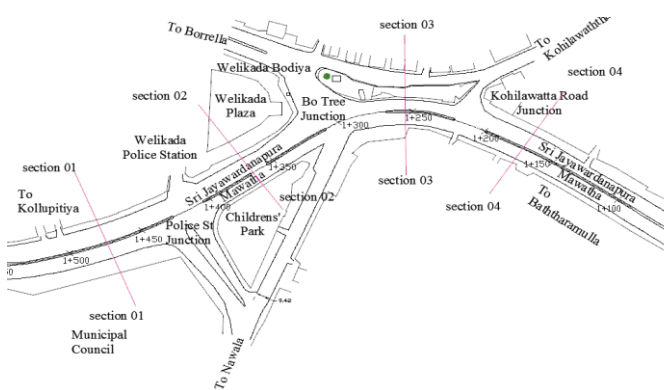 section 03
To Borrella
To
Kohilawaththa
Welikada Bodiya
section 04
section 02
Welikada
Plaza
Bo Tree
Junction
Kohilawatta Road
Junction
1+250
1+300
Welikada
Police Station
1+200
Sri Jayawardanapura
Mawatha
1+350
section 01
1+150
Sri Jayawardanapura
Mawatha
section 03
To
Kollupitiya
1+400
section 02
section 04
1+100
To
Baththaramulla
Childrens'
Park
Police St
Junction
1+450
1+500
section 01
Municipal
Council
To Nawala